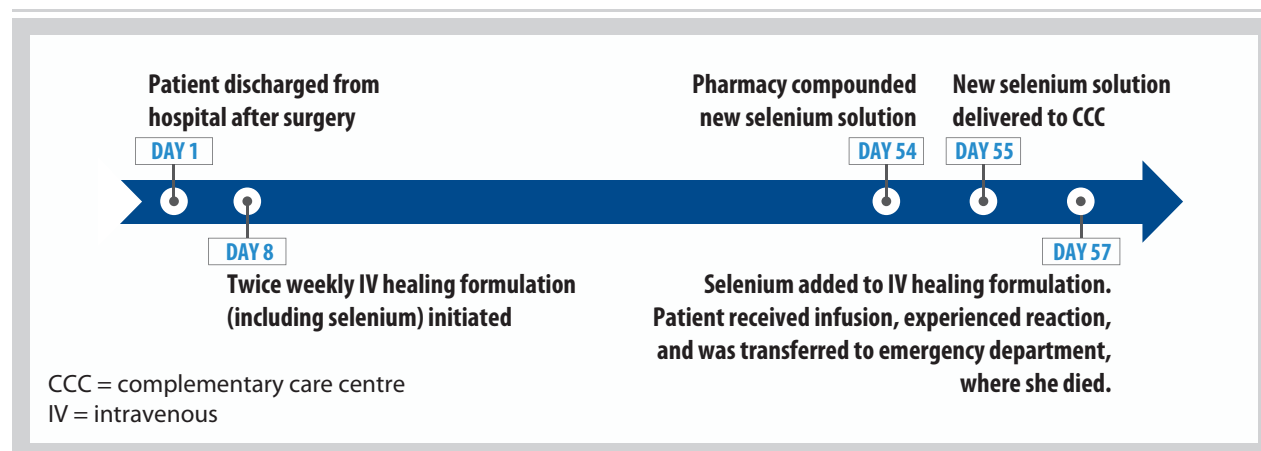 Patient discharged from
hospital after surgery
DAY 1
Pharmacy compounded
new selenium solution
DAY 54
New selenium solution
delivered to CCC
DAY 55
DAY 8
Twice weekly IV healing formulation
(including selenium) initiated
DAY 57
Selenium added to IV healing formulation.
Patient received infusion, experienced reaction,
and was transferred to emergency department,
where she died.
CCC = complementary care centre
IV = intravenous